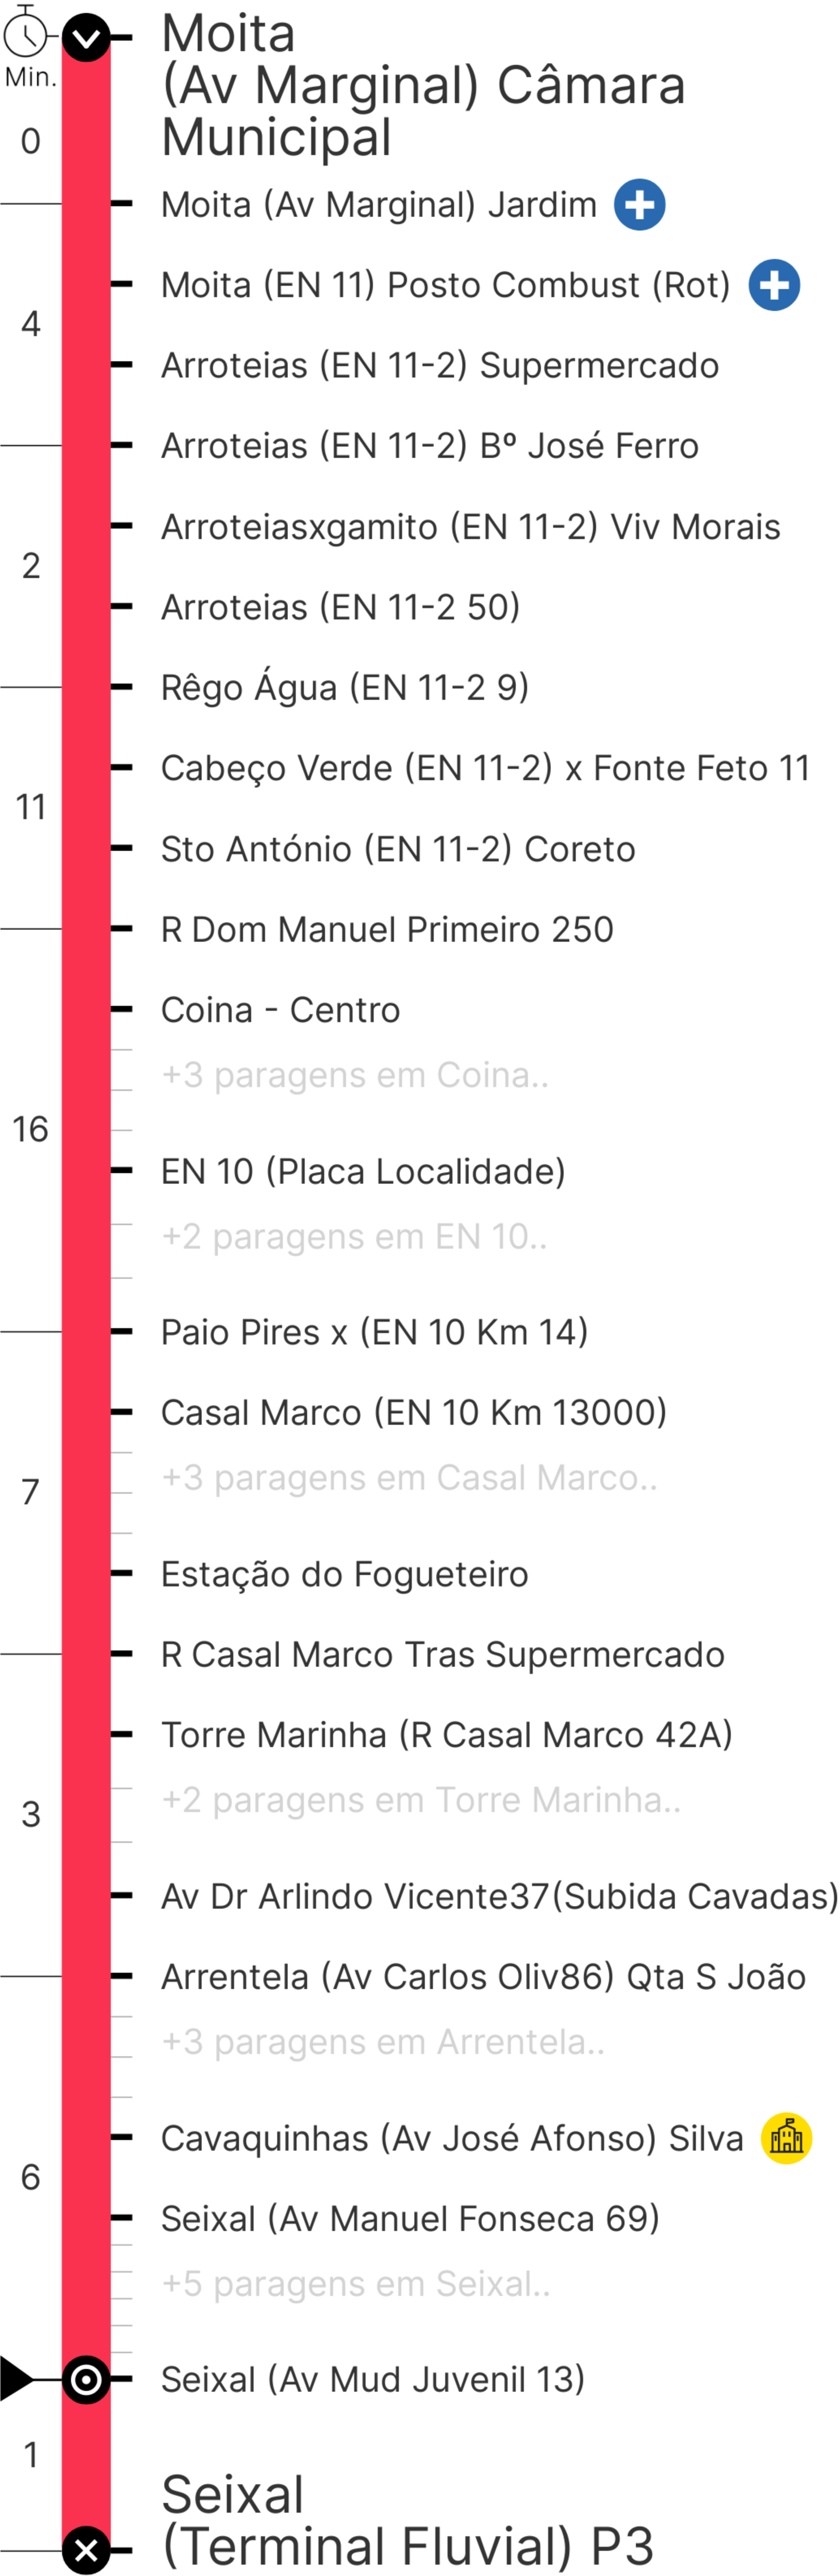 Moita
(Av Marginal) Câmara
Municipal
Min.
0
Moita (Av Marginal) Jardim
Moita (EN 11) Posto Combust (Rot)
4
Arroteias (EN 11-2) Supermercado
Arroteias (EN 11-2) Bº José Ferro
Arroteiasxgamito (EN 11-2) Viv Morais
2
Arroteias (EN 11-2 50)
Rêgo Água (EN 11-2 9)
Cabeço Verde (EN 11-2) x Fonte Feto 11
11
Sto António (EN 11-2) Coreto
R Dom Manuel Primeiro 250
Coina - Centro
+3 paragens em Coina..
16
EN 10 (Placa Localidade)
+2 paragens em EN 10..
Paio Pires x (EN 10 Km 14)
Casal Marco (EN 10 Km 13000)
+3 paragens em Casal Marco..
7
Estação do Fogueteiro
R Casal Marco Tras Supermercado
Torre Marinha (R Casal Marco 42A)
+2 paragens em Torre Marinha..
3
Av Dr Arlindo Vicente37(Subida Cavadas)
Arrentela (Av Carlos Oliv86) Qta S João
+3 paragens em Arrentela..
Cavaquinhas (Av José Afonso) Silva
6
Seixal (Av Manuel Fonseca 69)
+5 paragens em Seixal..
Seixal (Av Mud Juvenil 13)
1
Seixal
(Terminal Fluvial) P3